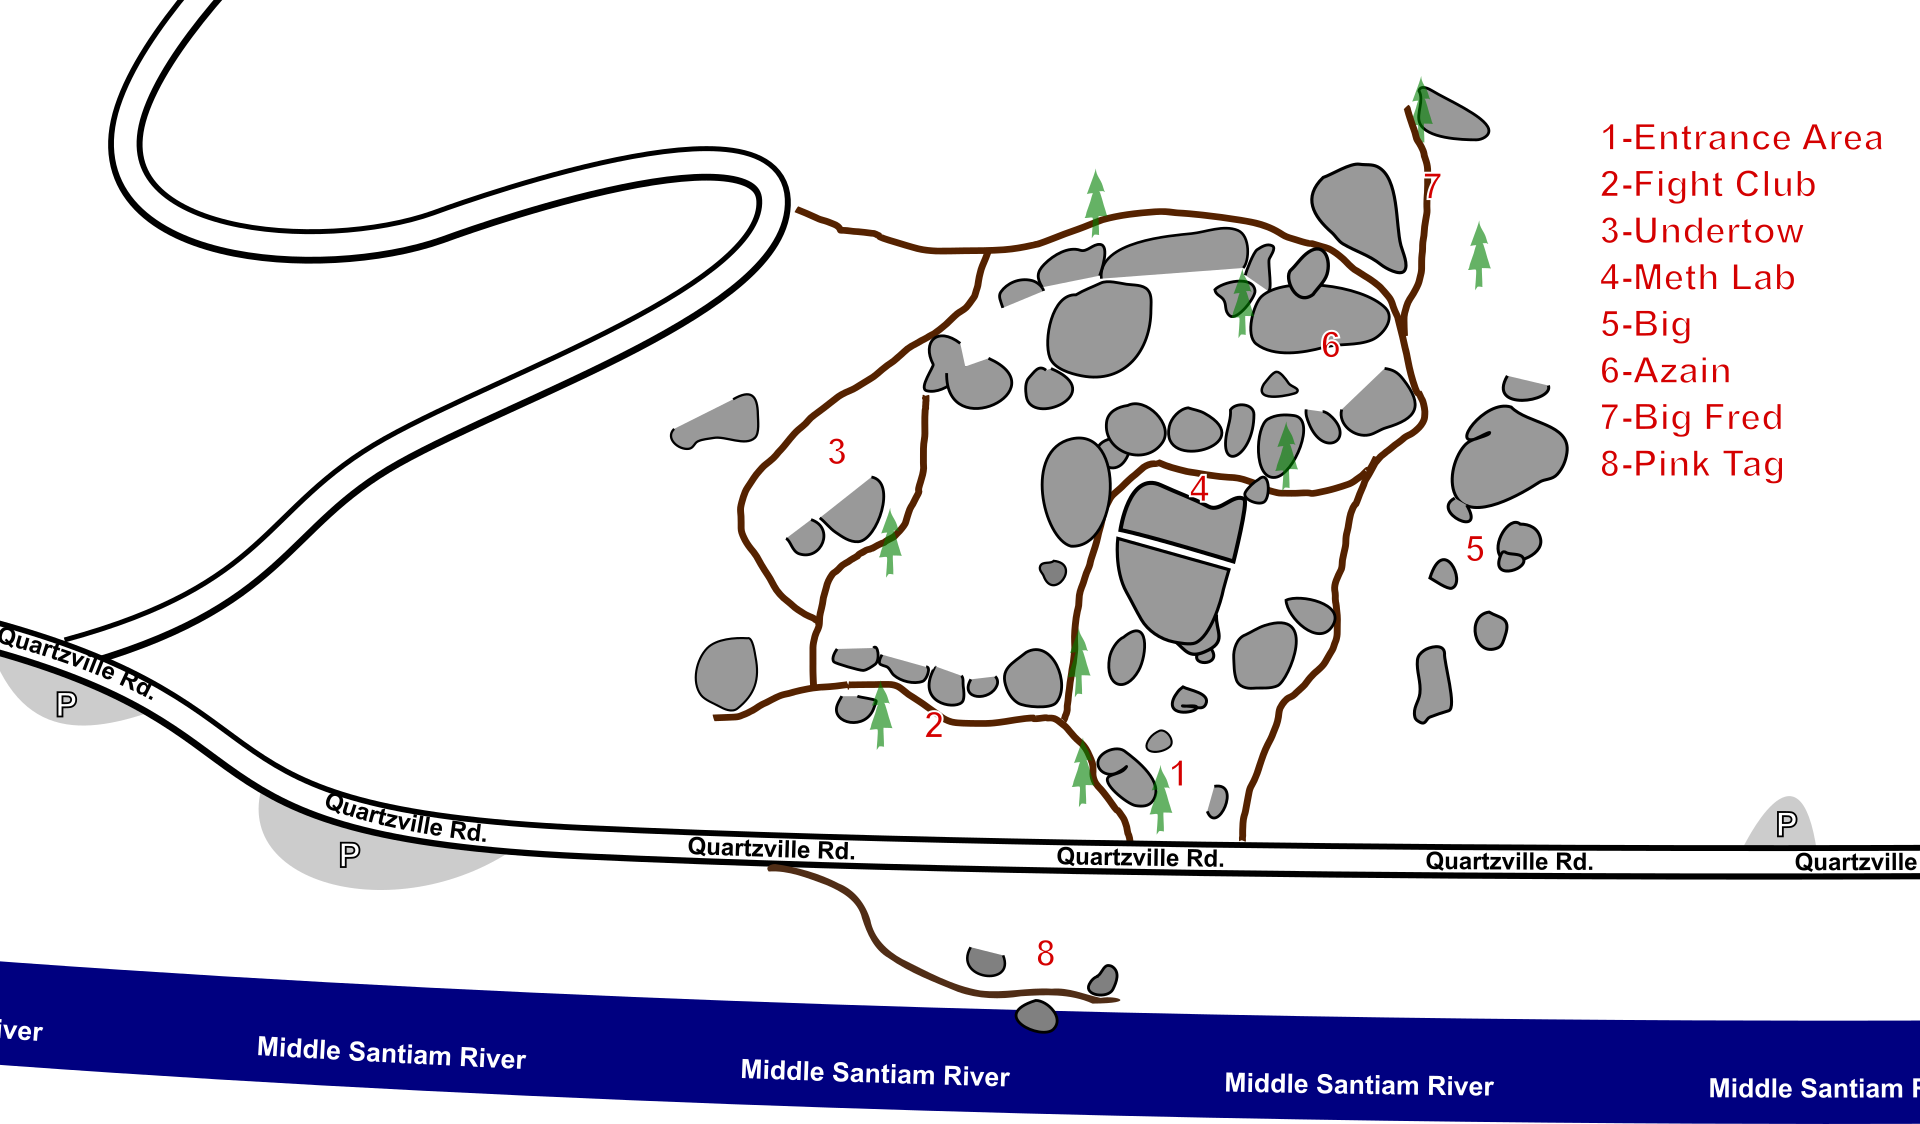 7
1-Entrance Area
2-Fight Club
3-Undertow
4-Meth Lab
5-Big
6-Azain
7-Big Fred
8-Pink Tag
6
3
4
5
Quartzville Rd.
P
2
1
Quartzville Rd.
P
Quartzville Rd.
Quartzville Rd.
Quartzville Rd.
P
Quartzville
8
iver
Middle Santiam River
Middle Santiam River
Middle Santiam River
Middle Santiam R